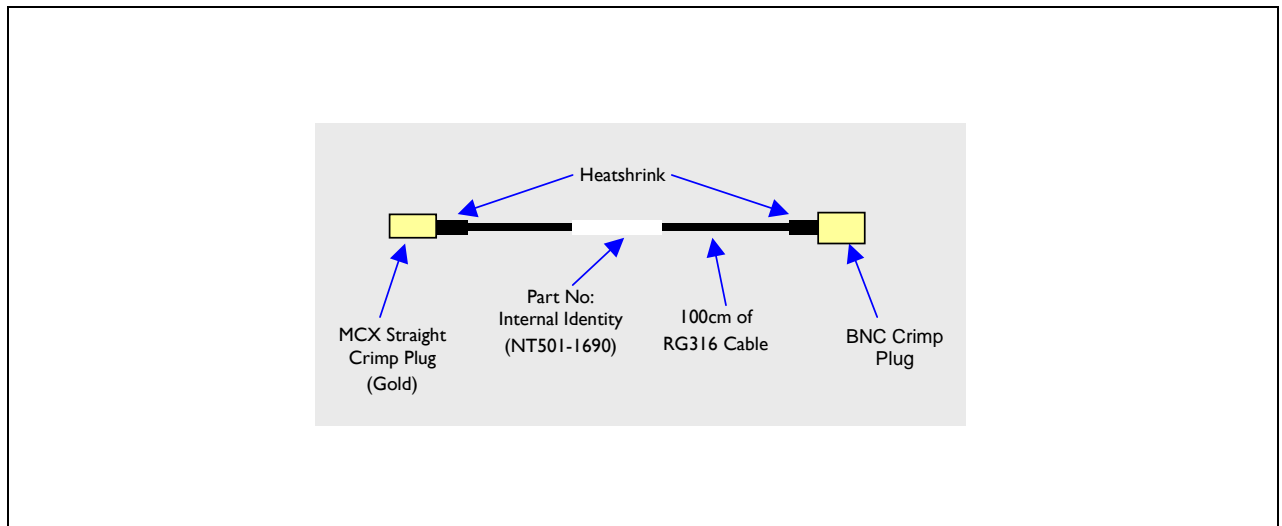 Heatshrink
MCX Straight
Crimp Plug
(Gold)
Part No:
Internal Identity
(NT501-1690)
100cm of
RG316 Cable
BNC Crimp
Plug